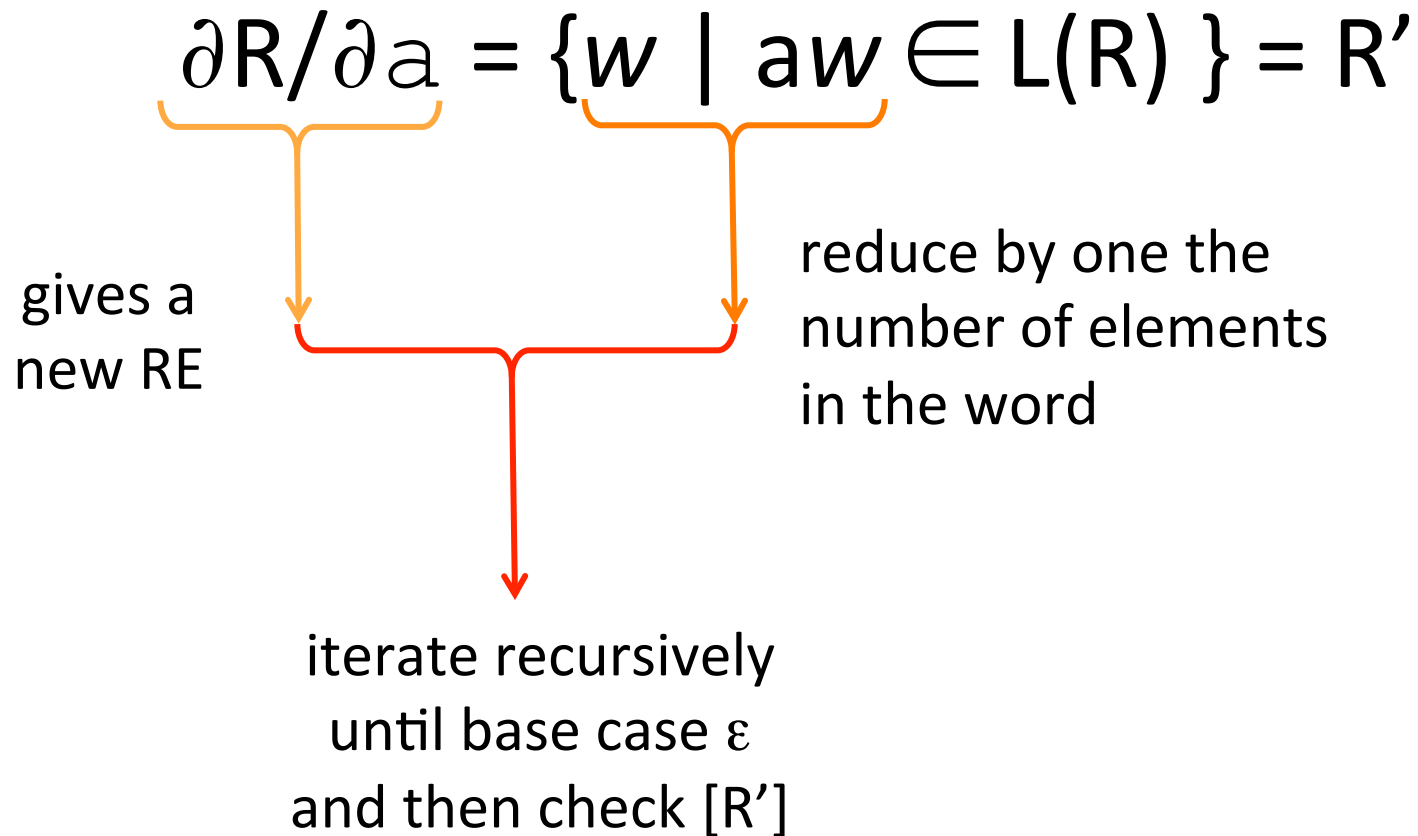 ∂R/∂a = {w | aw ∈ L(R) } = R’
gives a
new RE
reduce by one the
number of elements
in the word
iterate recursively
until base case ε
and then check [R’]